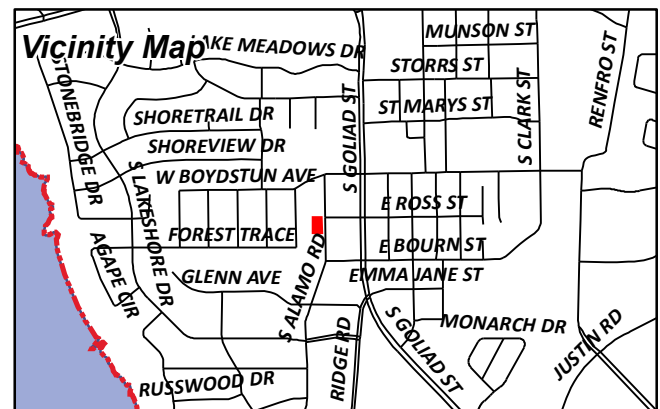 Vicinity Map
LAKE MEADOWS DR
MUNSON ST
STORRS ST
ST MARYS ST
RENFRO ST
STONEBRIDGE DR
S GOLIAD ST
S CLARK ST
SHORETRAIL DR
SHOREVIEW DR
W BOYDSTUN AVE
S LAKESHORE DR
E ROSS ST
FOREST TRACE
E BOURN ST
AGAPE CIR
GLENN AVE
S ALAMO RD
EMMA JANE ST
RIDGE RD
S GOLIAD ST
MONARCH DR
JUSTIN RD
RUSSWOOD DR